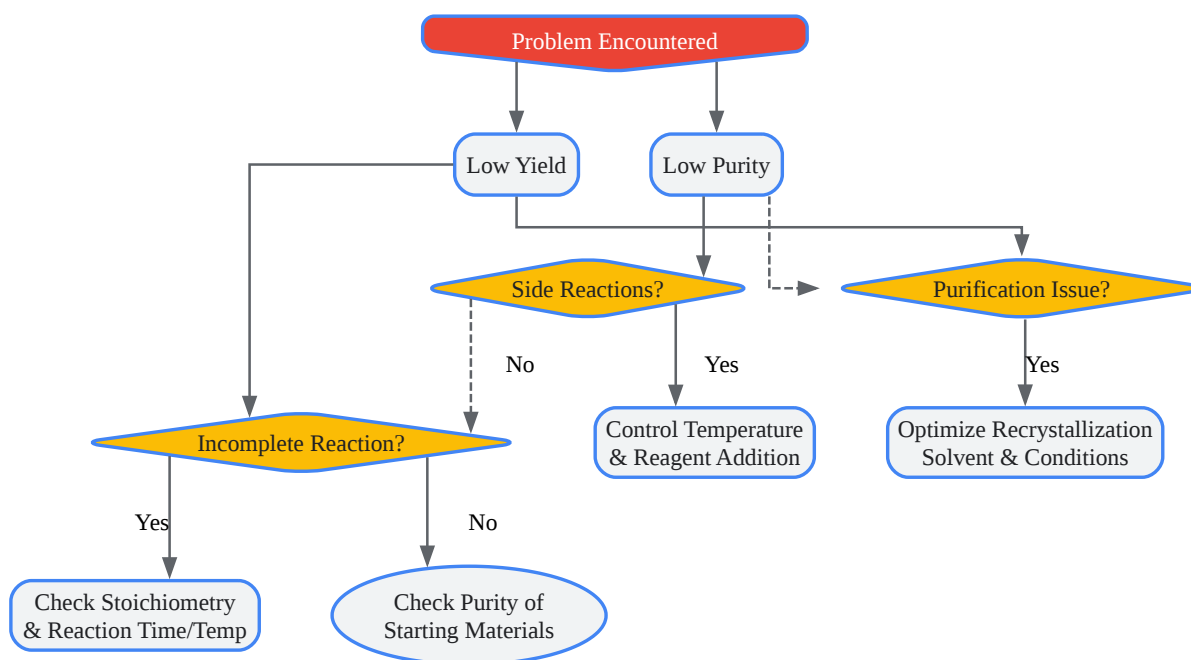 Problem Encountered
Low Yield
Low Purity
Side Reactions?
Purification Issue?
No
Yes
Yes
Control Temperature
& Reagent Addition
Optimize Recrystallization
Solvent & Conditions
Incomplete Reaction?
Yes
No
Check Stoichiometry
& Reaction Time/Temp
Check Purity of
Starting Materials